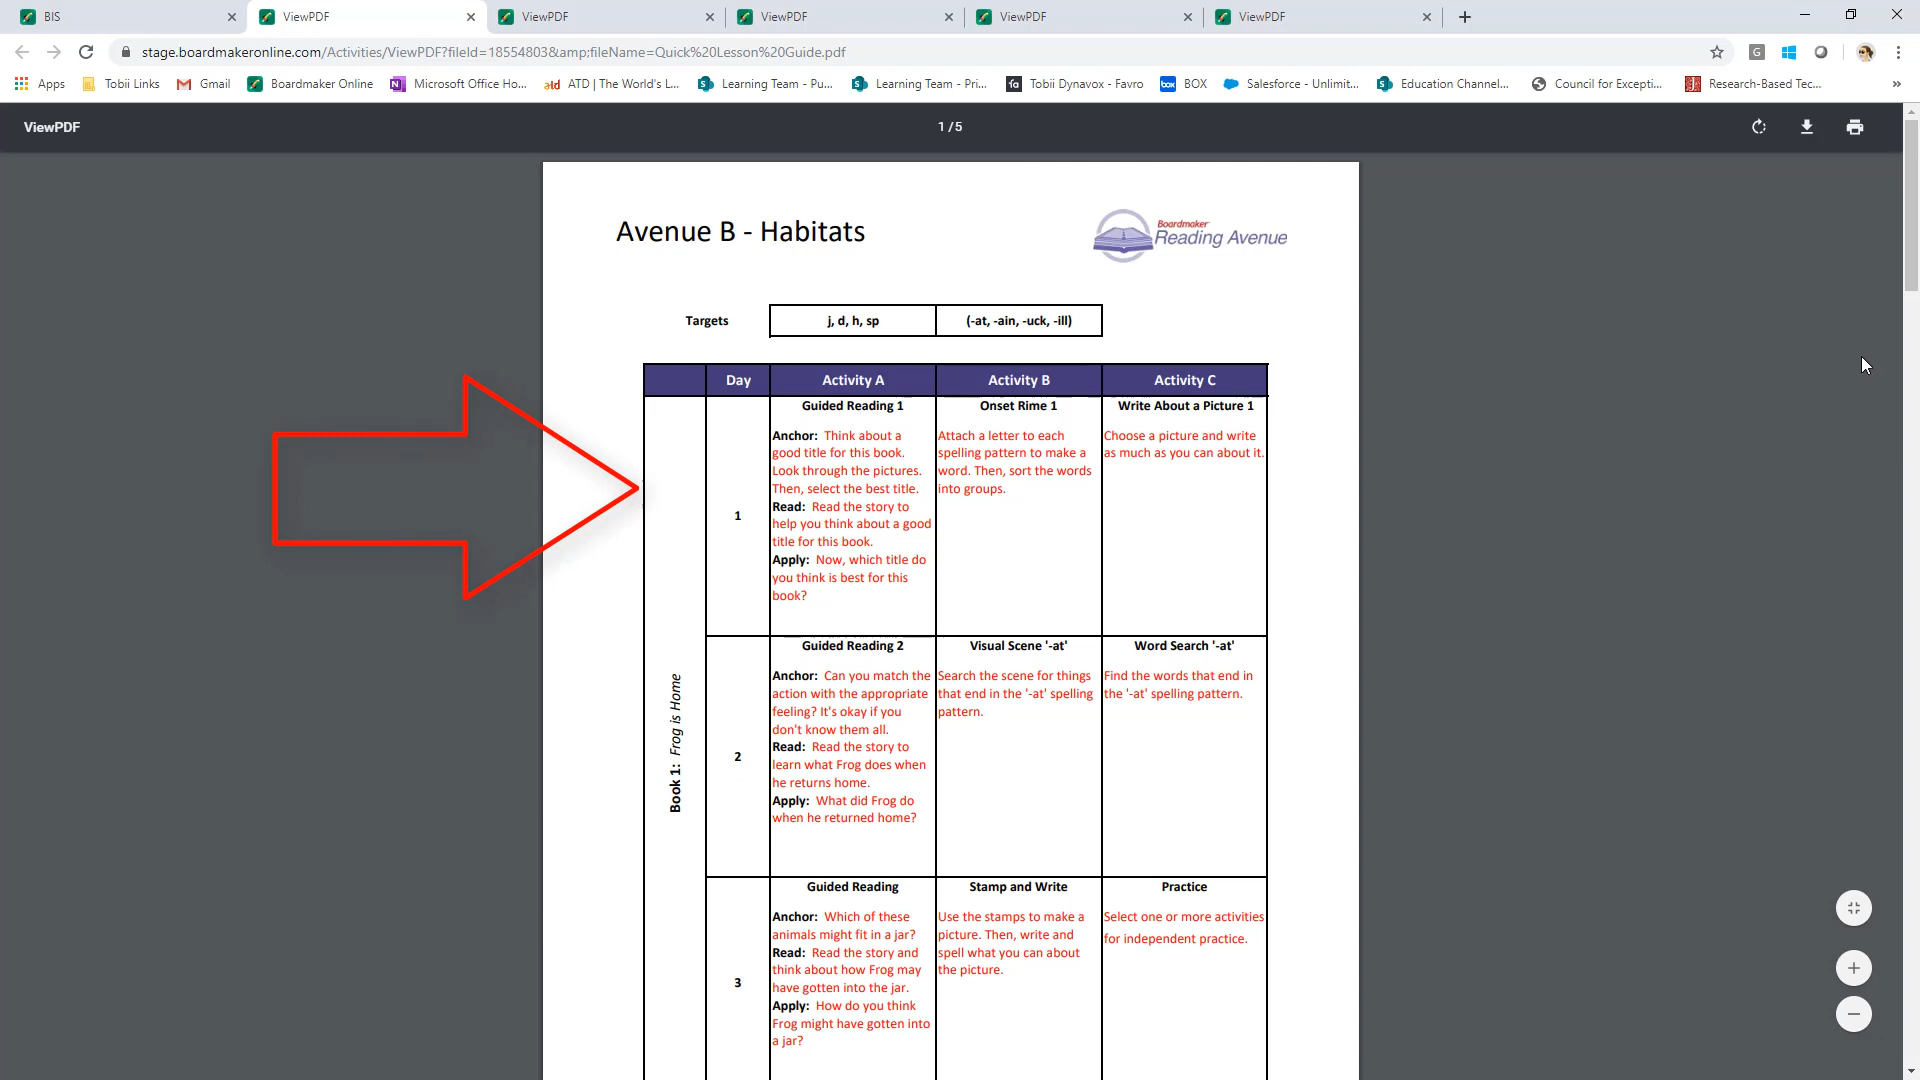 BIS
ViewPDF
ViewPDF
ViewPDF
ViewPDF
ViewPDF
stage.boardmakeronline.com/Activities/ViewPDF?fileId=18554803&amp;fileName=Quick%20Lesson%20Guide.pdf
G
Apps
Tobii Links
Gmail
Boardmaker Online
Microsoft Office Ho...
ATD | The World's L...
Learning Team - Pu...
Learning Team - Pri...
Tobii Dynavox - Favro
BOX
Salesforce - Unlimit...
Education Channel...
Council for Excepti...
Research-Based Tec...
»
ViewPDF
1 / 5
Avenue B - Habitats
Boardmaker
Reading Avenue
Targets
j, d, h, sp
(-at, -ain, -uck, -ill)
Day
Activity A
Activity B
Activity C
Book 1: Frog is Home
1
Guided Reading 1
Anchor: Think about a
good title for this book.
Look through the pictures.
Then, select the best title.
Read: Read the story to
help you think about a good
title for this book.
Apply: Now, which title do
you think is best for this
book?
Onset Rime 1
Attach a letter to each
spelling pattern to make a
word. Then, sort the words
into groups.
Write About a Picture 1
Choose a picture and write
as much as you can about it.
2
Guided Reading 2
Anchor: Can you match the
action with the appropriate
feeling? It's okay if you
don't know them all.
Read: Read the story to
learn what Frog does when
he returns home.
Apply: What did Frog do
when he returned home?
Visual Scene '-at'
Search the scene for things
that end in the '-at' spelling
pattern.
Word Search '-at'
Find the words that end in
the '-at' spelling pattern.
3
Guided Reading
Anchor: Which of these
animals might fit in a jar?
Read: Read the story and
think about how Frog may
have gotten into the jar.
Apply: How do you think
Frog might have gotten into
a jar?
Stamp and Write
Use the stamps to make a
picture. Then, write and
spell what you can about
the picture.
Practice
Select one or more activities
for independent practice.